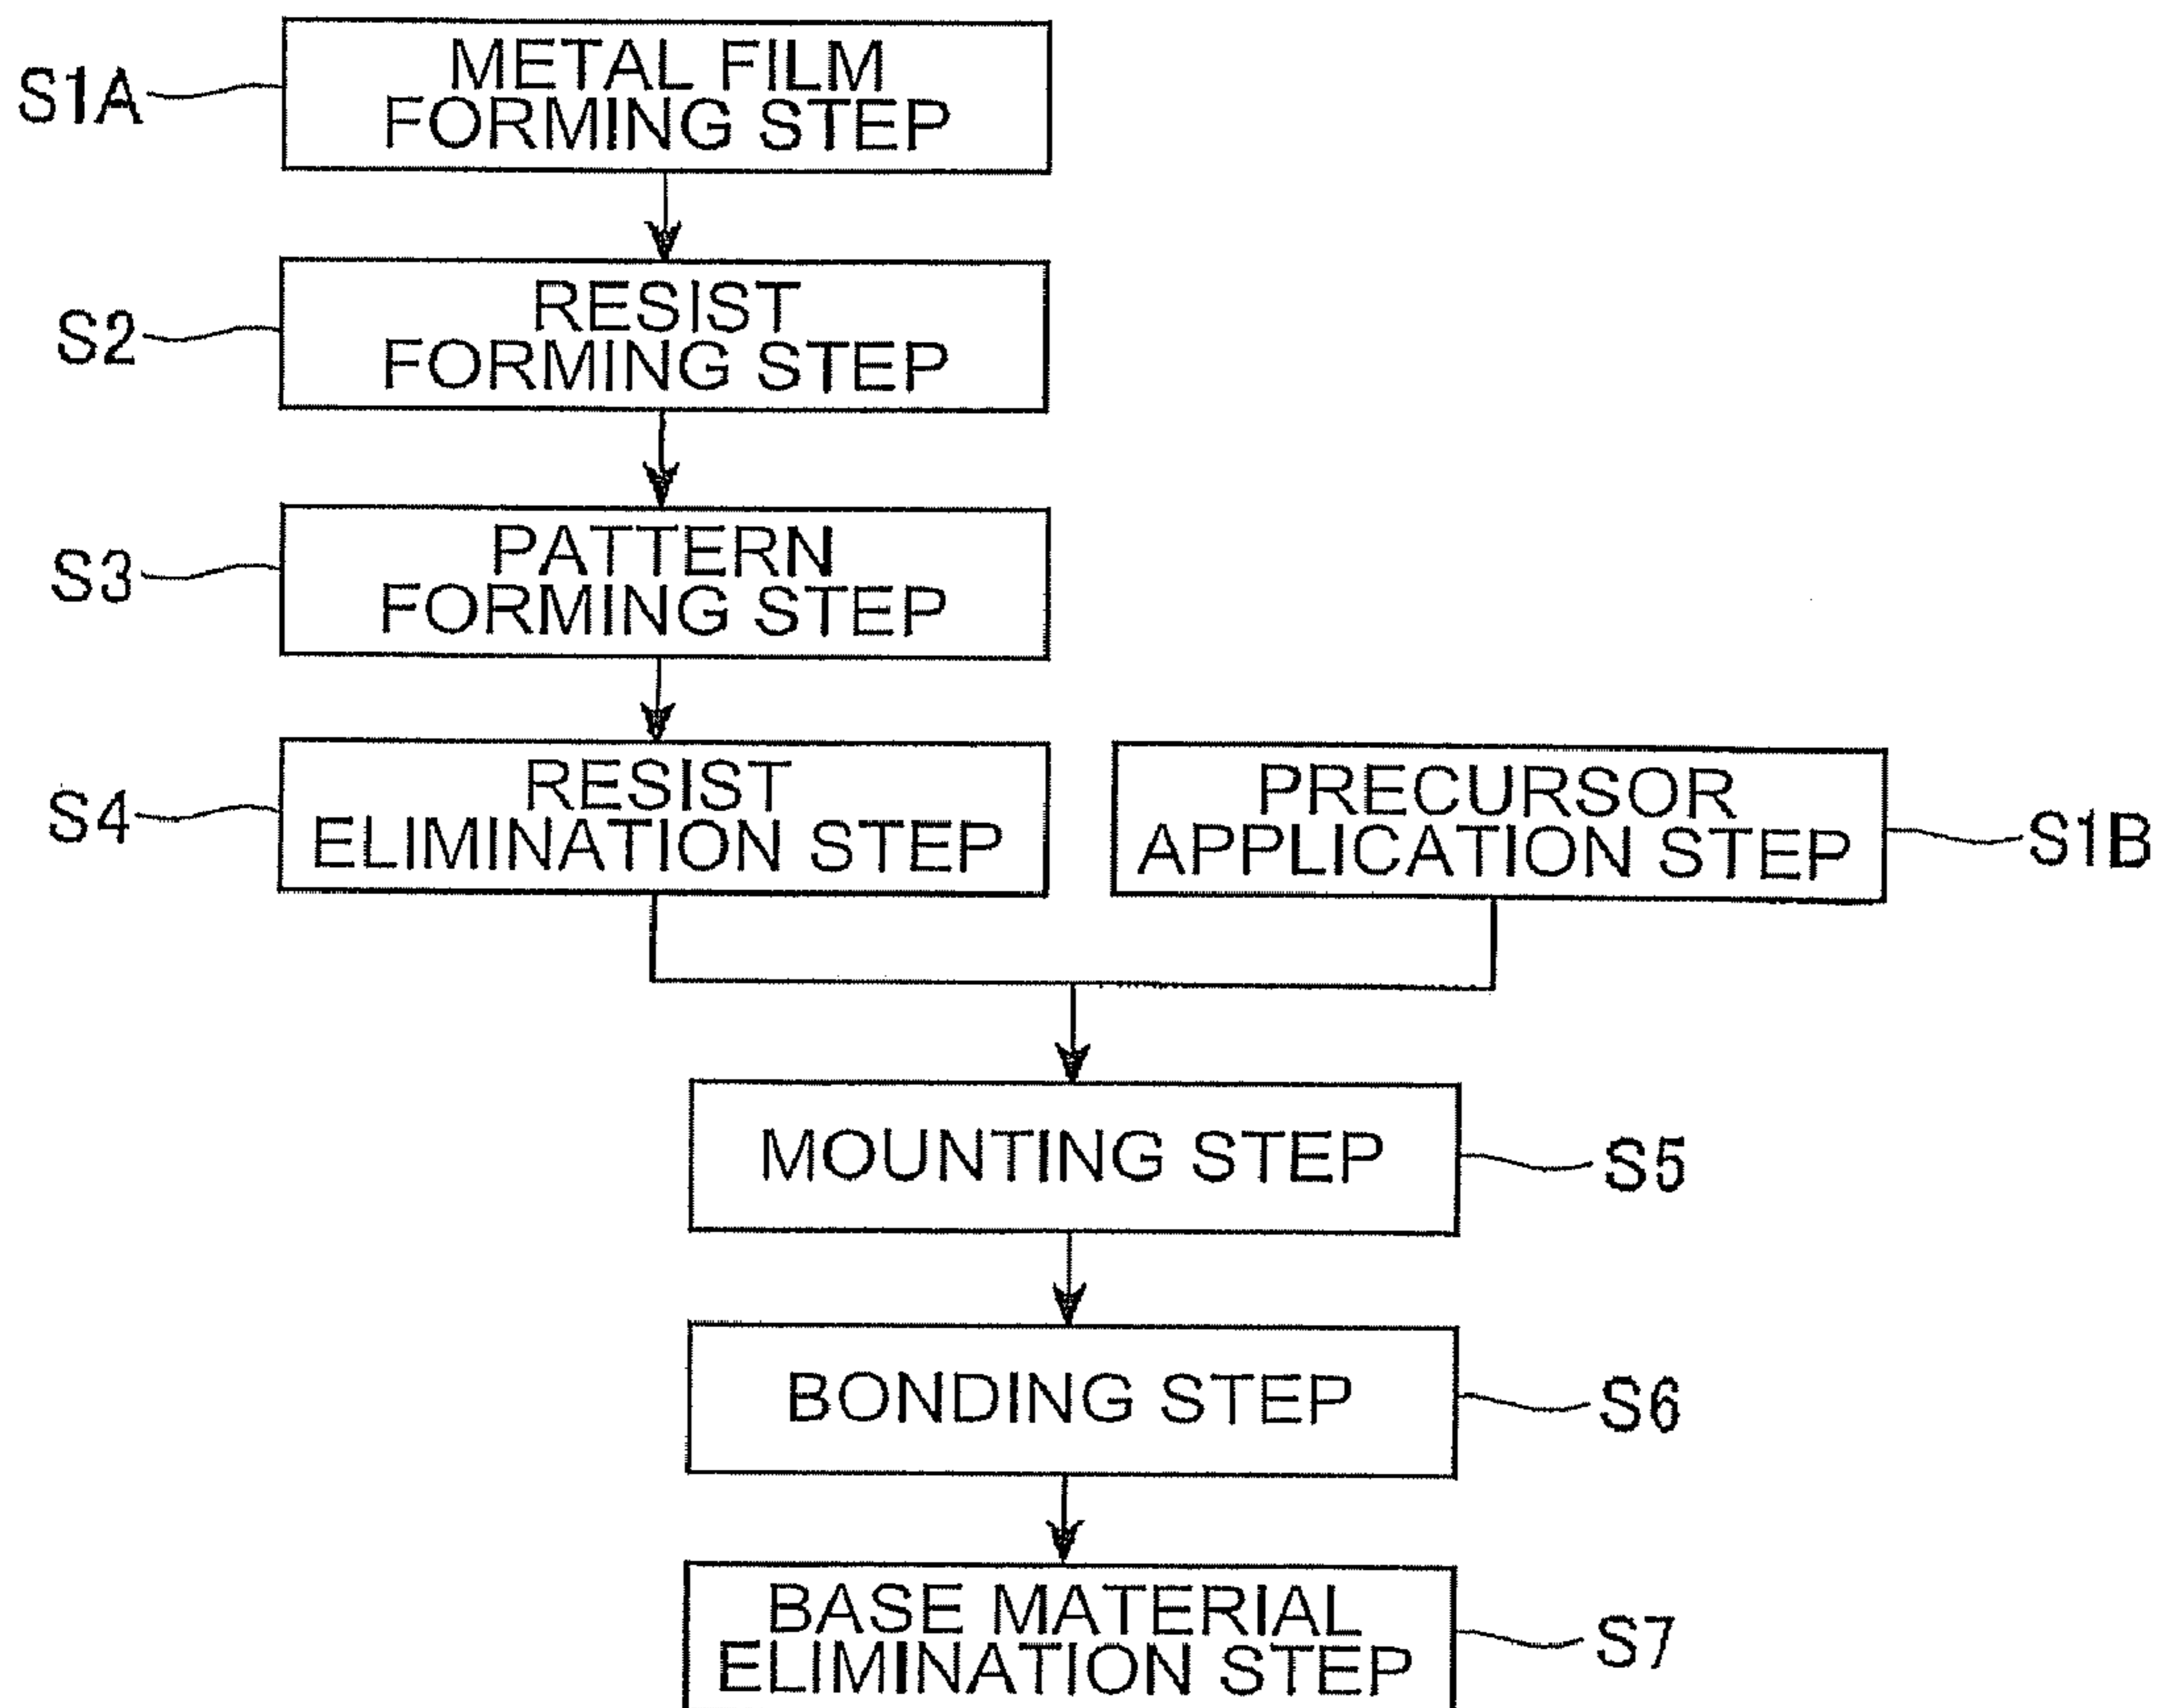 METAL FILM
FORMING STEP
S1A
RESIST
FORMING STEP
S2
PATTERN
FORMING STEP
S3
RESIST
ELIMINATION STEP
S4
PRECURSOR
APPLICATION STEP
S1B
MOUNTING STEP
S5
BONDING STEP
S6
BASE MATERIAL
ELIMINATION STEP
S7